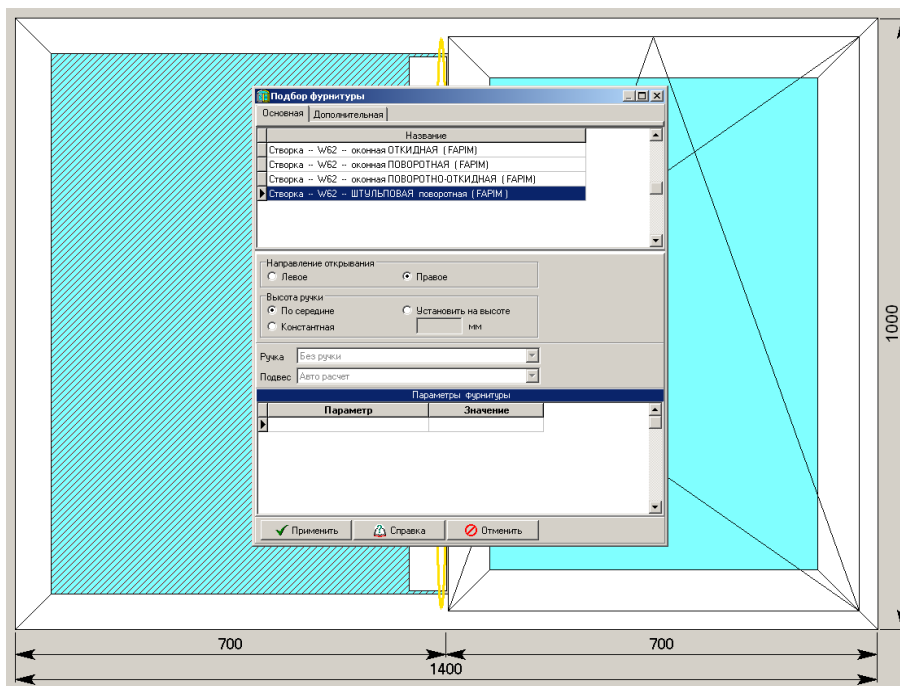 Подбор фурнитуры
Основная Дополнительная
Название
Створка -- W62 -- оконная ОТКИДНАЯ ( FAPIM)
Створка -- W62 -- оконная ПОВОРОТНАЯ ( FAPIM)
Створка -- W62 -- оконная ПОВОРОТНО-ОТКИДНАЯ ( FAPIM)
Створка -- W62 -- ШТУЛЬПОВАЯ поворотная ( FAPIM )
Направление открывания
Левое Правое
Высота ручки
По середине Установить на высоте
Константная мм
Ручка Без ручки
Подвес Авто расчет
Параметры фурнитуры
Параметр Значение
Применить Справка Отменить
1000
700 700
1400